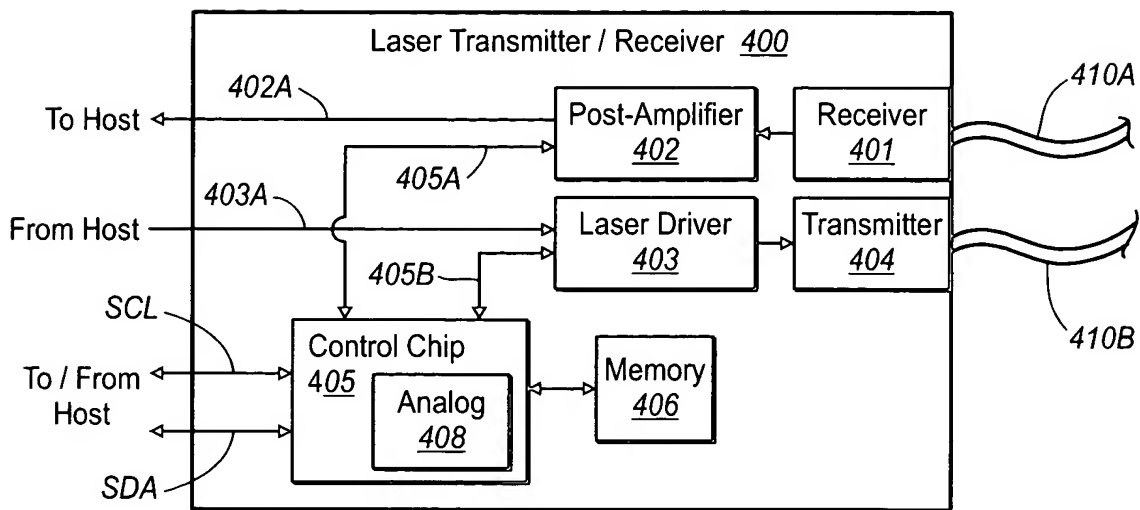 Laser Transmitter / Receiver 400
402A
410A
To Host
Post-Amplifier
402
Receiver
401
405A
403A
From Host
Laser Driver
403
Transmitter
404
405B
SCL
410B
Control Chip
405
Memory
406
To / From
Host
Analog
408
SDA